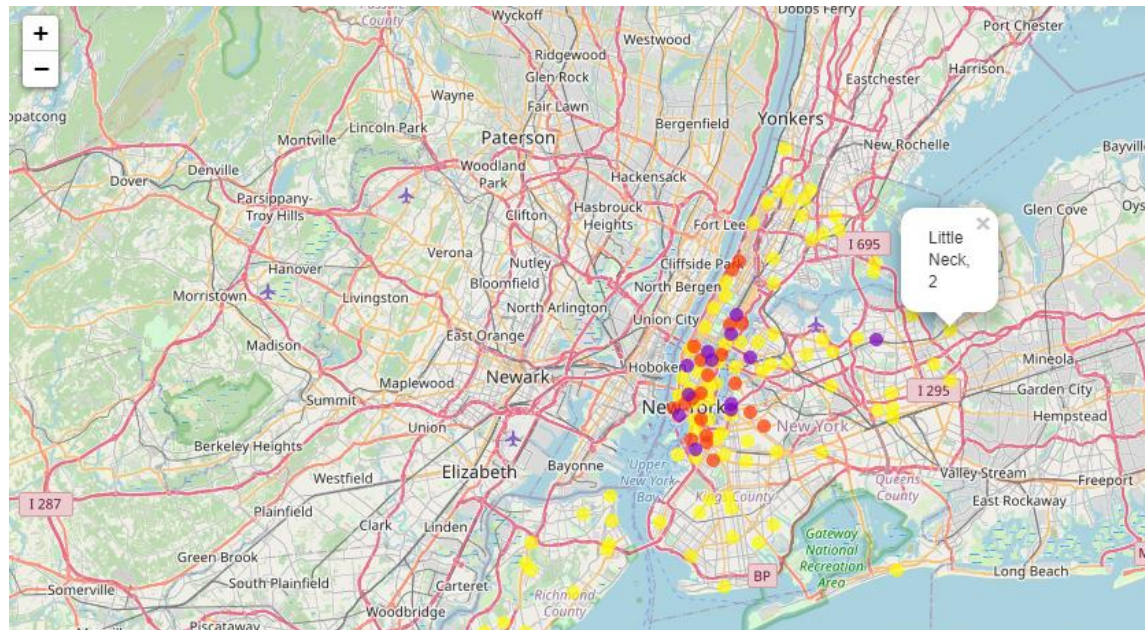 +
−
Passaic
County
Wyckoff
Dobbs Ferry
Port Chester
Westwood
Ridgewood
Harrison
Glen Rock
Eastchester
Wayne
Fair Lawn
opatcong
Lincoln Park
Paterson
Bergenfield
Yonkers
Montville
New Rochelle
Bayville
Denville
Woodland
Park
Hackensack
Dover
Parsippany-
Troy Hills
Hasbrouck
Heights
Glen Cove
Oys
Clifton
Fort Lee
I 695
Little
Neck,
2
×
Verona
Nutley
Cliffside Park
Hanover
Bloomfield
North Bergen
Morristown
Livingston
North Arlington
Union City
East Orange
Madison
Mineola
Maplewood
Newark
Hoboken
I 295
Garden City
Summit
New York
Hempstead
Union
New York
Berkeley Heights
Elizabeth
Bayonne
Upper
New York
Bay
Westfield
Kings County
Queens
County
Valley Stream
Freeport
I 287
East Rockaway
Plainfield
Clark
Linden
Gateway
National
Recreation
Area
Green Brook
BP
Long Beach
M
Somerville
South Plainfield
Carteret
Richmond
County
Woodbridge
Piscataway